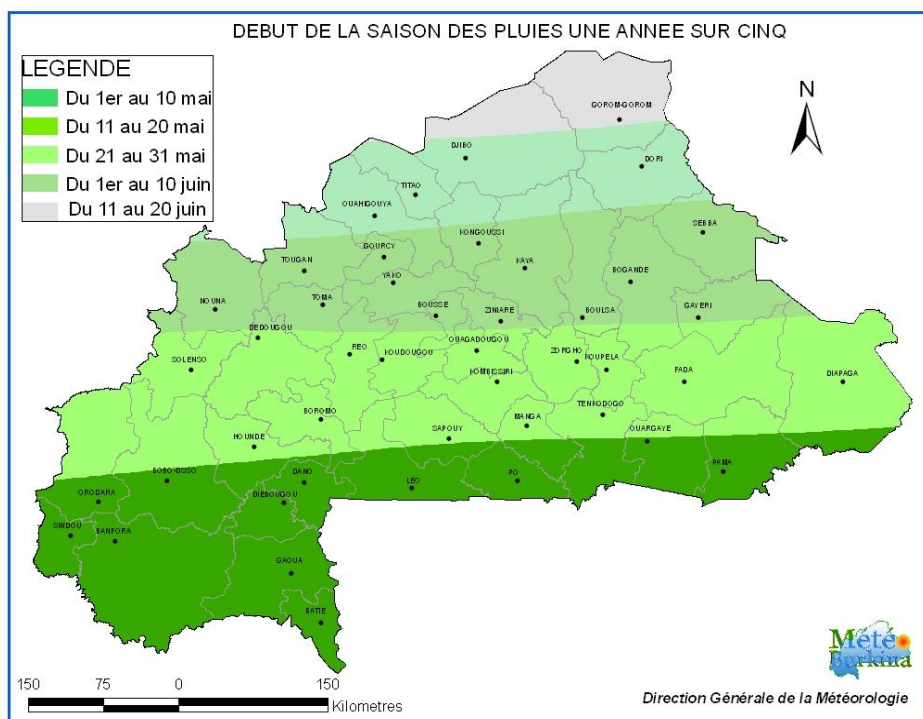 DEBUT DE LA SAISON DES PLUIES UNE ANNEE SUR CINQ
LEGENDE
Du 1er au 10 mai
Du 11 au 20 mai
Du 21 au 31 mai
Du 1er au 10 juin
Du 11 au 20 juin
N
GOROM-GOROM
DJIBO
DORI
TITAO
OUAHIGOUYA
SEBBA
KONGOUSSI
GOURCY
TOUGAN
KAYA
BOGANDE
YAKO
NOUNA
TOMA
BOUSSE
ZINIARE
BOULSA
GAYERI
DEDOUGOU
OUAGADOUGOU
REO
KOUDOUGOU
ZORGHO
KOUPELA
SOLENSO
KOMBISSIRI
FADA
DIAPAGA
BOROMO
MANGA
TENKODOGO
HOUNDE
SAPOUY
OUARGAYE
BOBO-DSSO
DANO
LEO
PO
PAMA
ORODARA
DIEBOUGOU
SINDOU
BANFORA
GAOUA
BATIE
Météo
Burkina
150 75 0 150
Kilometres
Direction Générale de la Météorologie